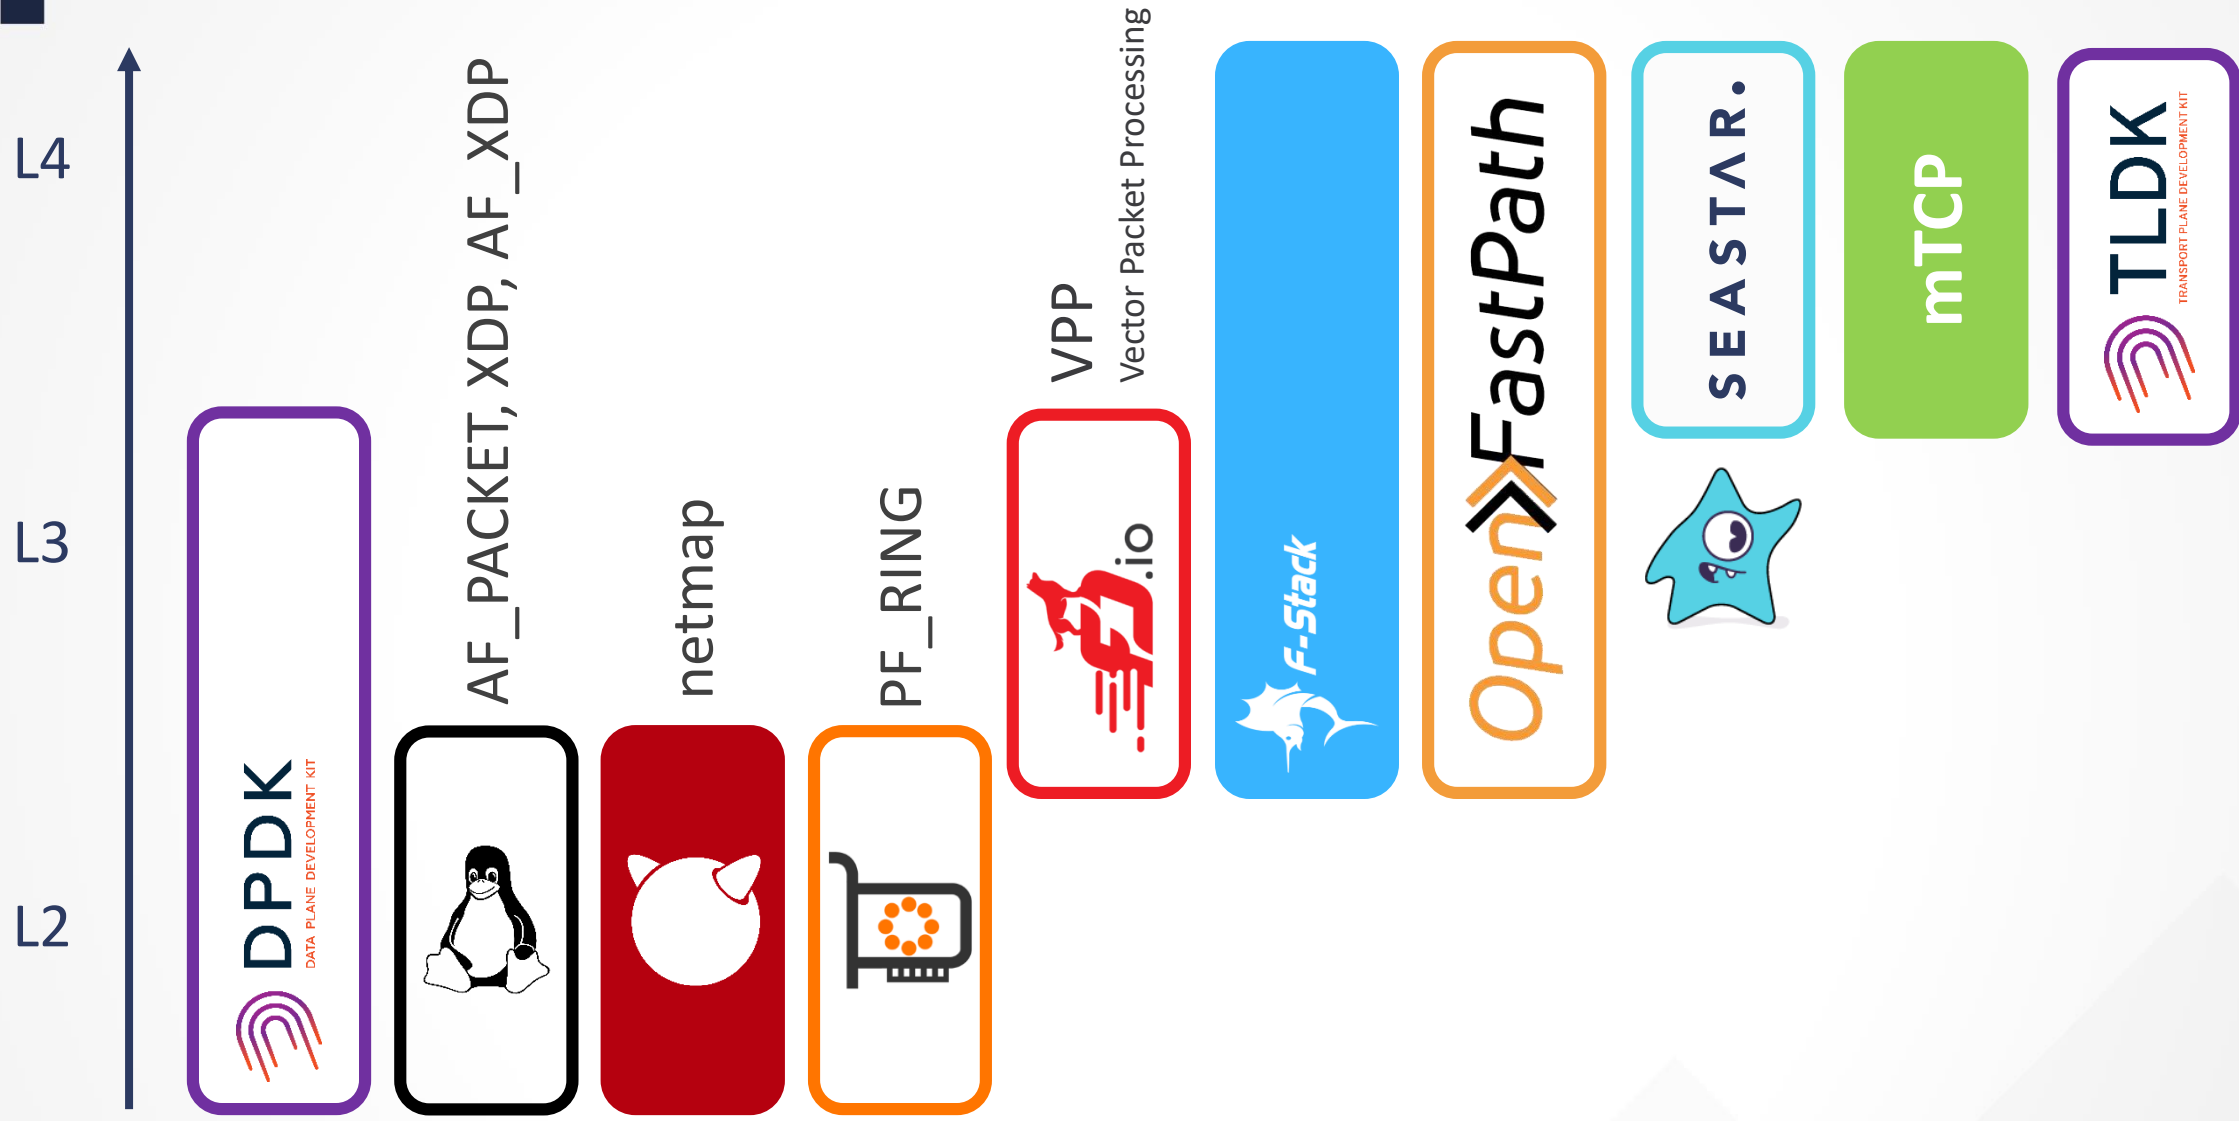 L4
L3
L2
DPDK
DATA PLANE DEVELOPMENT KIT
AF_PACKET, XDP, AF_XDP
netmap
PF_RING
VPP
Vector Packet Processing
FD.io
F-Stack
OpenFastPath
SEASTAR.
mTCP
TLDK
TRANSPORT PLANE DEVELOPMENT KIT